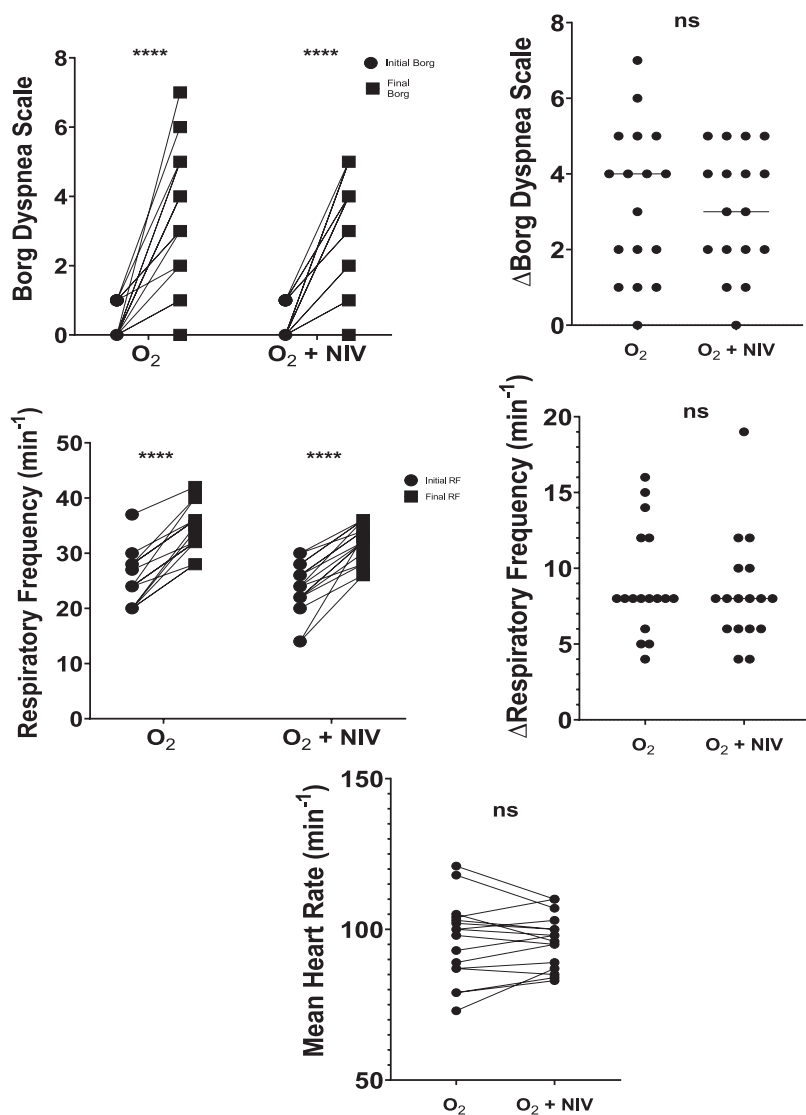 **** ****
Initial Borg
Final
Borg
Borg Dyspnea Scale
8
6
4
2
0
O₂ O₂ + NIV
ns
ΔBorg Dyspnea Scale
8
6
4
2
0
O₂ O₂ + NIV
**** ****
Initial RF
Final RF
Respiratory Frequency (min⁻¹)
50
40
30
20
10
0
O₂ O₂ + NIV
ns
ΔRespiratory Frequency (min⁻¹)
20
15
10
5
0
O₂ O₂ + NIV
ns
Mean Heart Rate (min⁻¹)
150
100
50
O₂ O₂ + NIV